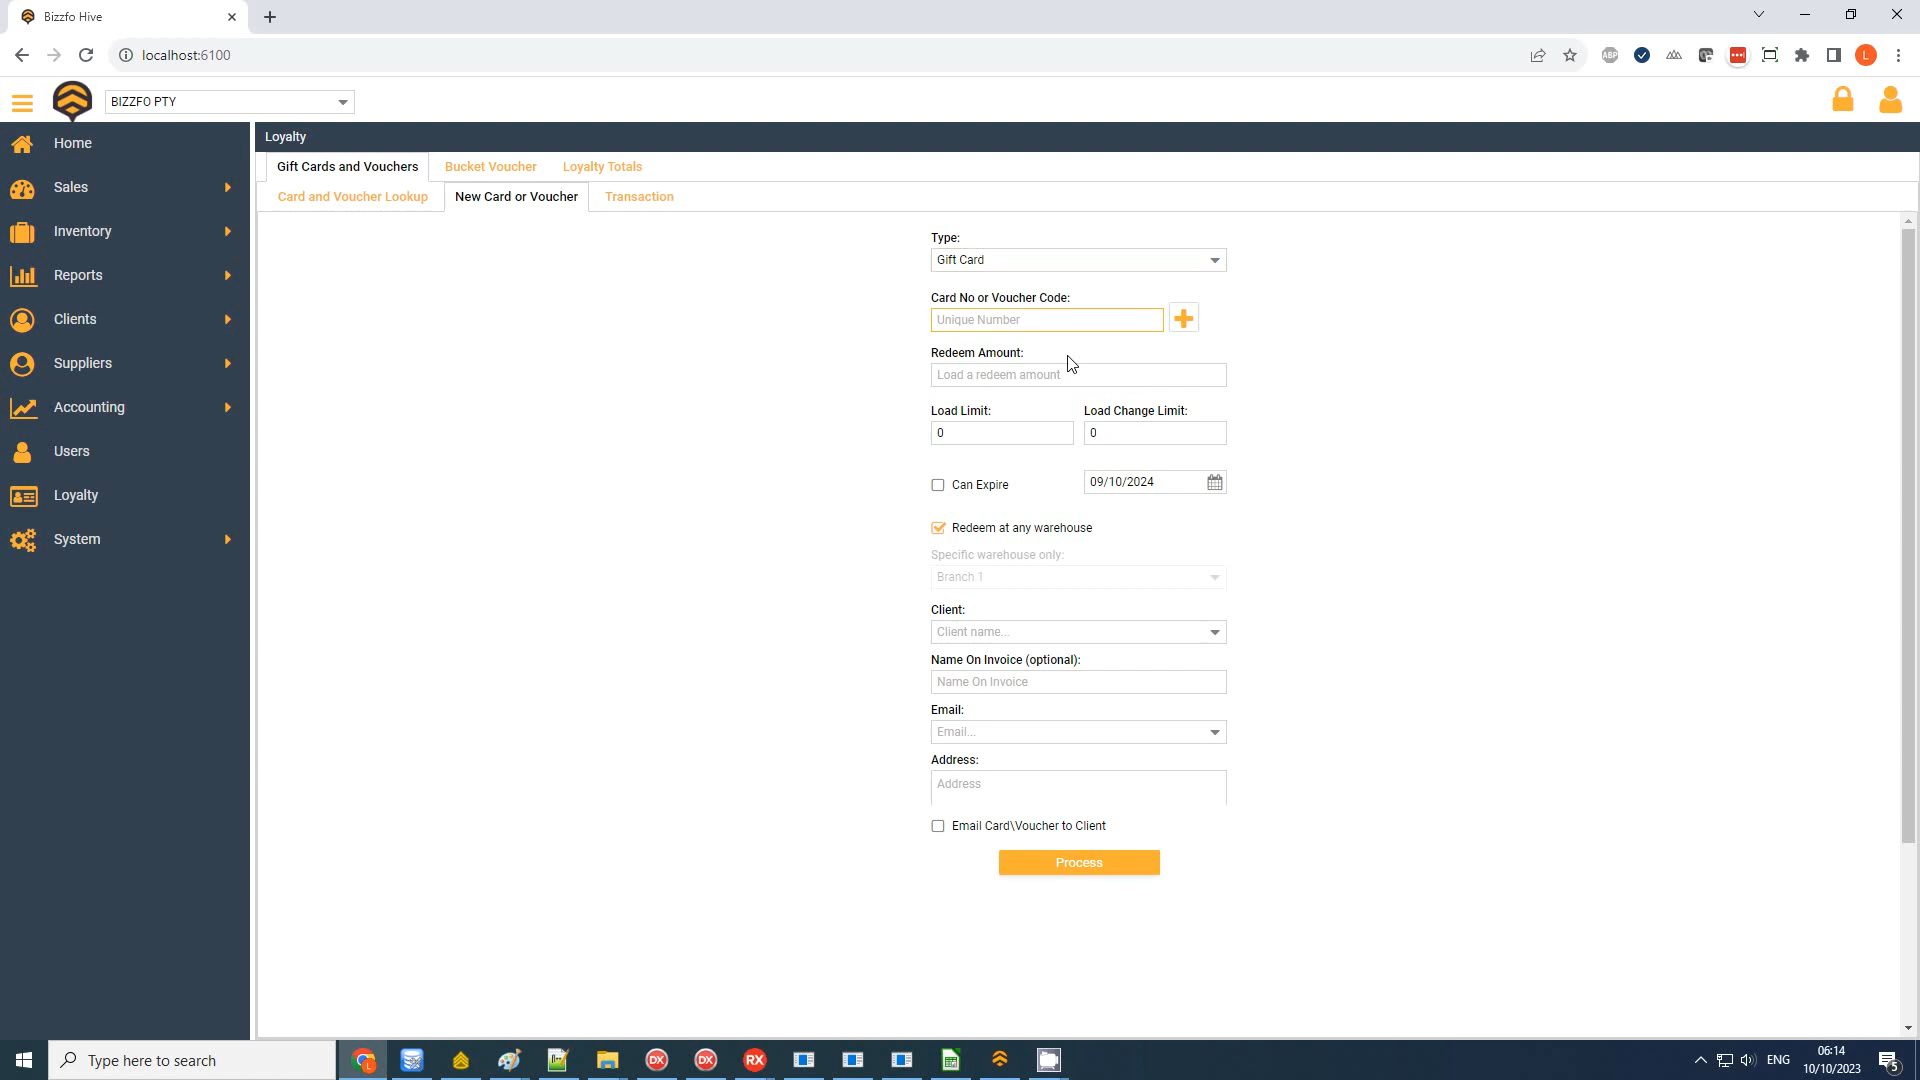 Bizzfo Hive
localhost:6100
ABP
L
BIZZFO PTY
Home
Sales
Inventory
Reports
Clients
Suppliers
Accounting
Users
Loyalty
System
Loyalty
Gift Cards and Vouchers
Bucket Voucher
Loyalty Totals
Card and Voucher Lookup
New Card or Voucher
Transaction
Type:
Gift Card
Card No or Voucher Code:
Unique Number
Redeem Amount:
Load a redeem amount
Load Limit:
Load Change Limit:
0
0
Can Expire
09/10/2024
Redeem at any warehouse
Specific warehouse only:
Branch 1
Client:
Client name...
Name On Invoice (optional):
Name On Invoice
Email:
Email...
Address:
Address
Email Card\Voucher to Client
Process
Type here to search
L
DX
DX
RX
ENG
06:14
10/10/2023
5